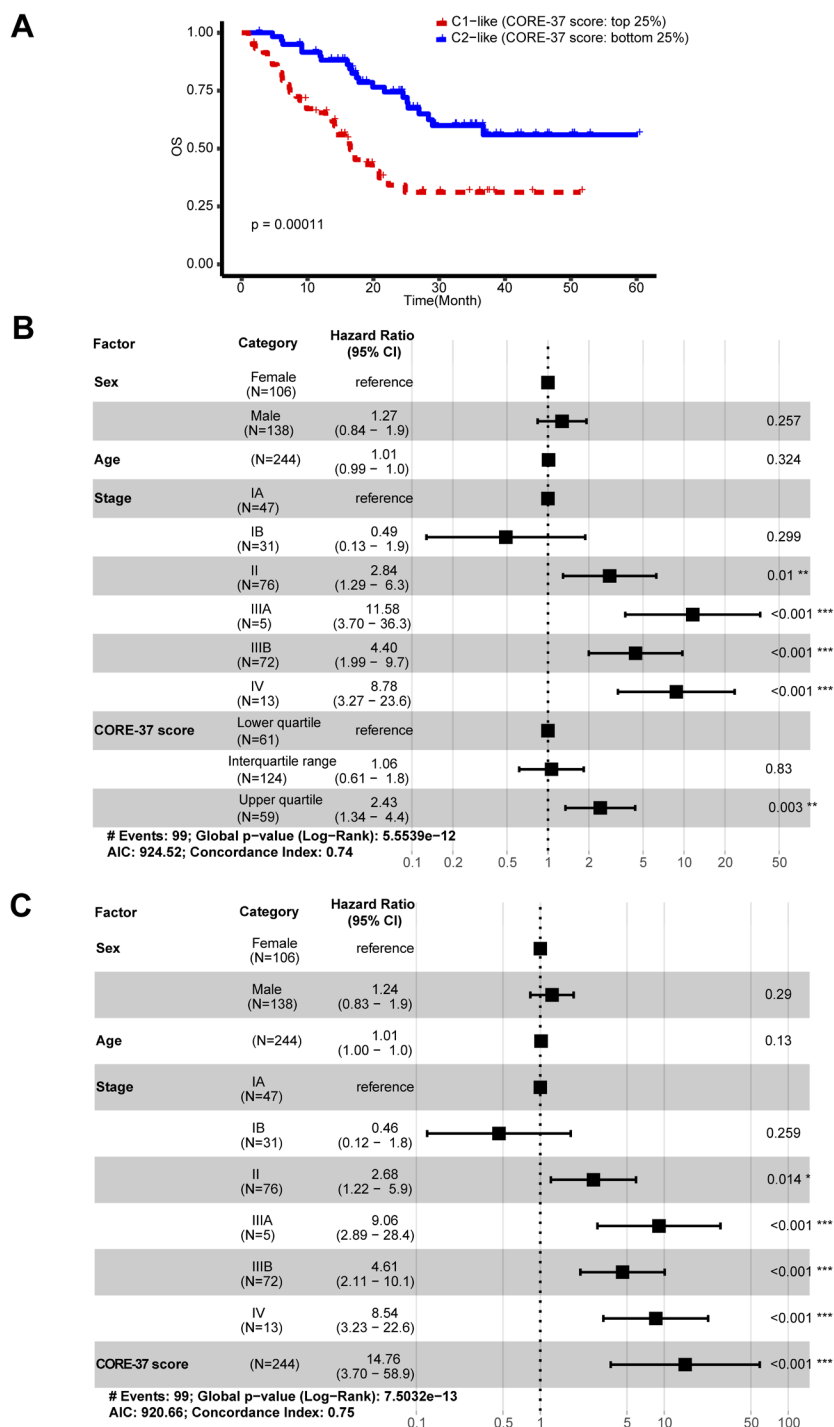 A
C1−like (CORE−37 score: top 25%)
C2−like (CORE−37 score: bottom 25%)
1.00
0.75
0.50
0.25
0.00
OS
p = 0.00011
0 10 20 30 40 50 60
Time(Month)
B
Factor Category Hazard Ratio
(95% CI)
Sex Female
(N=106) reference
Male
(N=138) 1.27
(0.84 − 1.9) 0.257
Age (N=244) 1.01
(0.99 − 1.0) 0.324
Stage IA
(N=47) reference
IB
(N=31) 0.49
(0.13 − 1.9) 0.299
II
(N=76) 2.84
(1.29 − 6.3) 0.01 **
IIIA
(N=5) 11.58
(3.70 − 36.3) <0.001 ***
IIIB
(N=72) 4.40
(1.99 − 9.7) <0.001 ***
IV
(N=13) 8.78
(3.27 − 23.6) <0.001 ***
CORE−37 score Lower quartile
(N=61) reference
Interquartile range
(N=124) 1.06
(0.61 − 1.8) 0.83
Upper quartile
(N=59) 2.43
(1.34 − 4.4) 0.003 **
# Events: 99; Global p−value (Log−Rank): 5.5539e−12
AIC: 924.52; Concordance Index: 0.74
0.1 0.2 0.5 1 2 5 10 20 50
C
Factor Category Hazard Ratio
(95% CI)
Sex Female
(N=106) reference
Male
(N=138) 1.24
(0.83 − 1.9) 0.29
Age (N=244) 1.01
(1.00 − 1.0) 0.13
Stage IA
(N=47) reference
IB
(N=31) 0.46
(0.12 − 1.8) 0.259
II
(N=76) 2.68
(1.22 − 5.9) 0.014 *
IIIA
(N=5) 9.06
(2.89 − 28.4) <0.001 ***
IIIB
(N=72) 4.61
(2.11 − 10.1) <0.001 ***
IV
(N=13) 8.54
(3.23 − 22.6) <0.001 ***
CORE−37 score (N=244) 14.76
(3.70 − 58.9) <0.001 ***
# Events: 99; Global p−value (Log−Rank): 7.5032e−13
AIC: 920.66; Concordance Index: 0.75
0.1 0.5 1 5 10 50 100